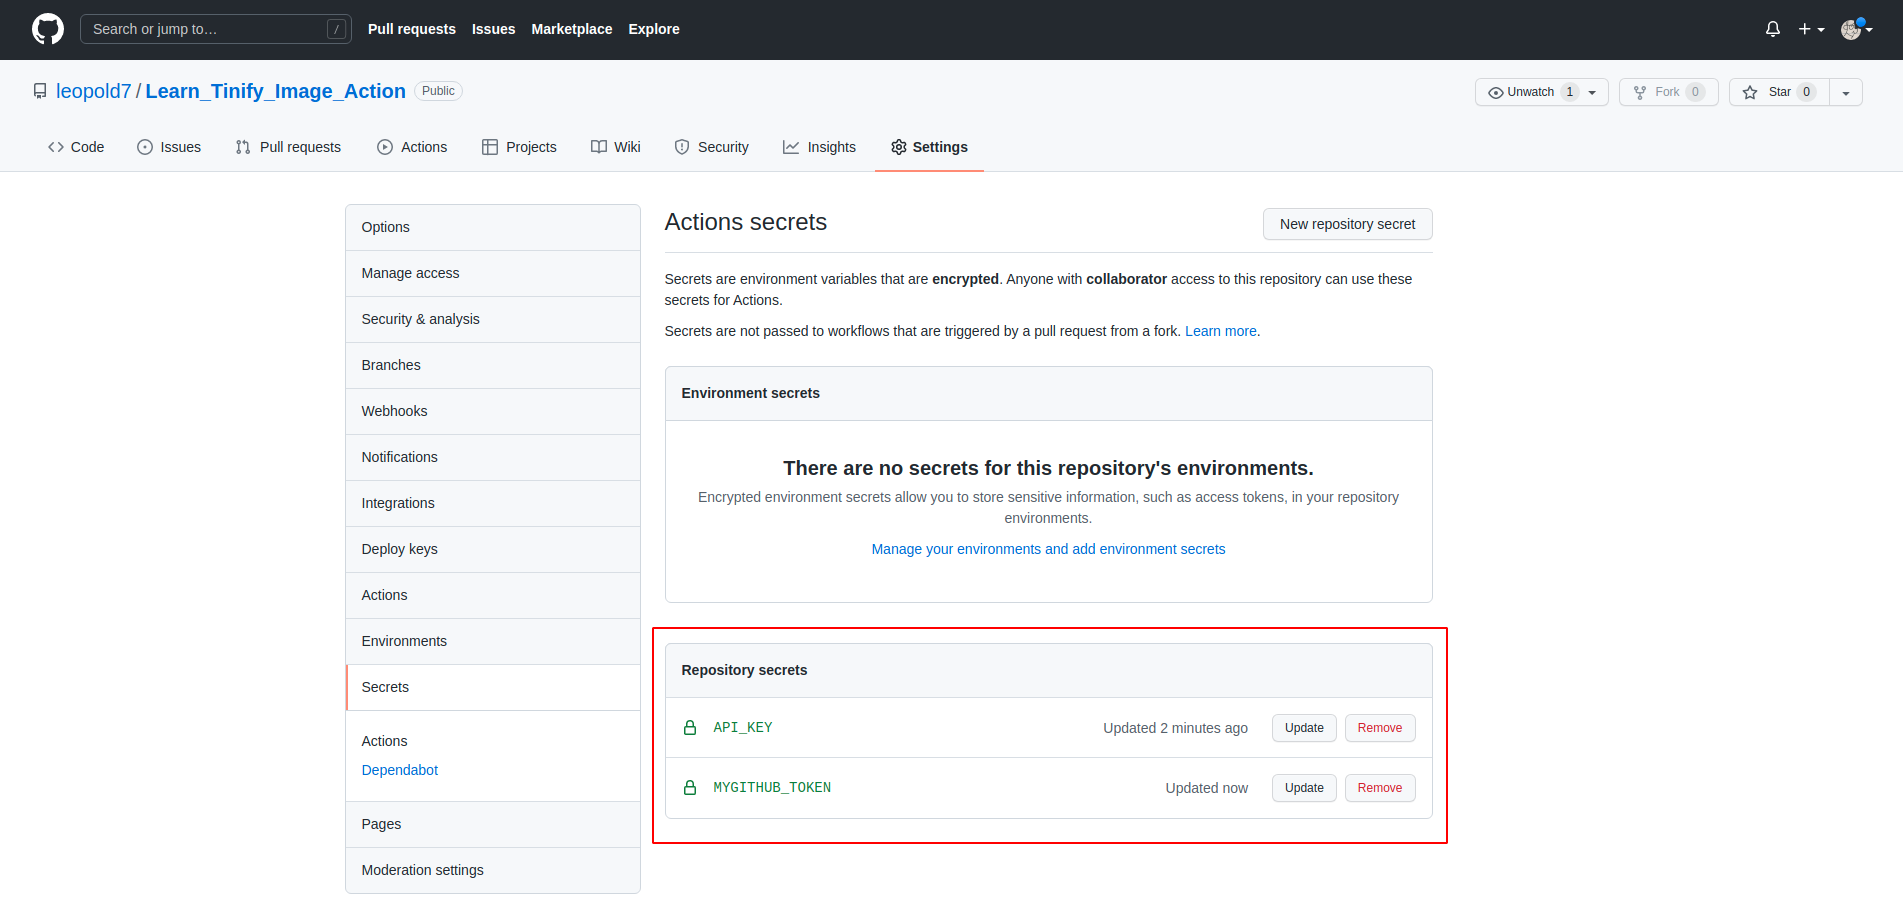 Search or jump to… /
Pull requests Issues Marketplace Explore
leopold7 / Learn_Tinify_Image_Action Public
Unwatch 1 Fork 0 Star 0
Code Issues Pull requests Actions Projects Wiki Security Insights Settings
Options
Manage access
Security & analysis
Branches
Webhooks
Notifications
Integrations
Deploy keys
Actions
Environments
Secrets
Actions
Dependabot
Pages
Moderation settings
Actions secrets
New repository secret
Secrets are environment variables that are encrypted. Anyone with collaborator access to this repository can use these
secrets for Actions.
Secrets are not passed to workflows that are triggered by a pull request from a fork. Learn more.
Environment secrets
There are no secrets for this repository's environments.
Encrypted environment secrets allow you to store sensitive information, such as access tokens, in your repository
environments.
Manage your environments and add environment secrets
Repository secrets
API_KEY Updated 2 minutes ago Update Remove
MYGITHUB_TOKEN Updated now Update Remove